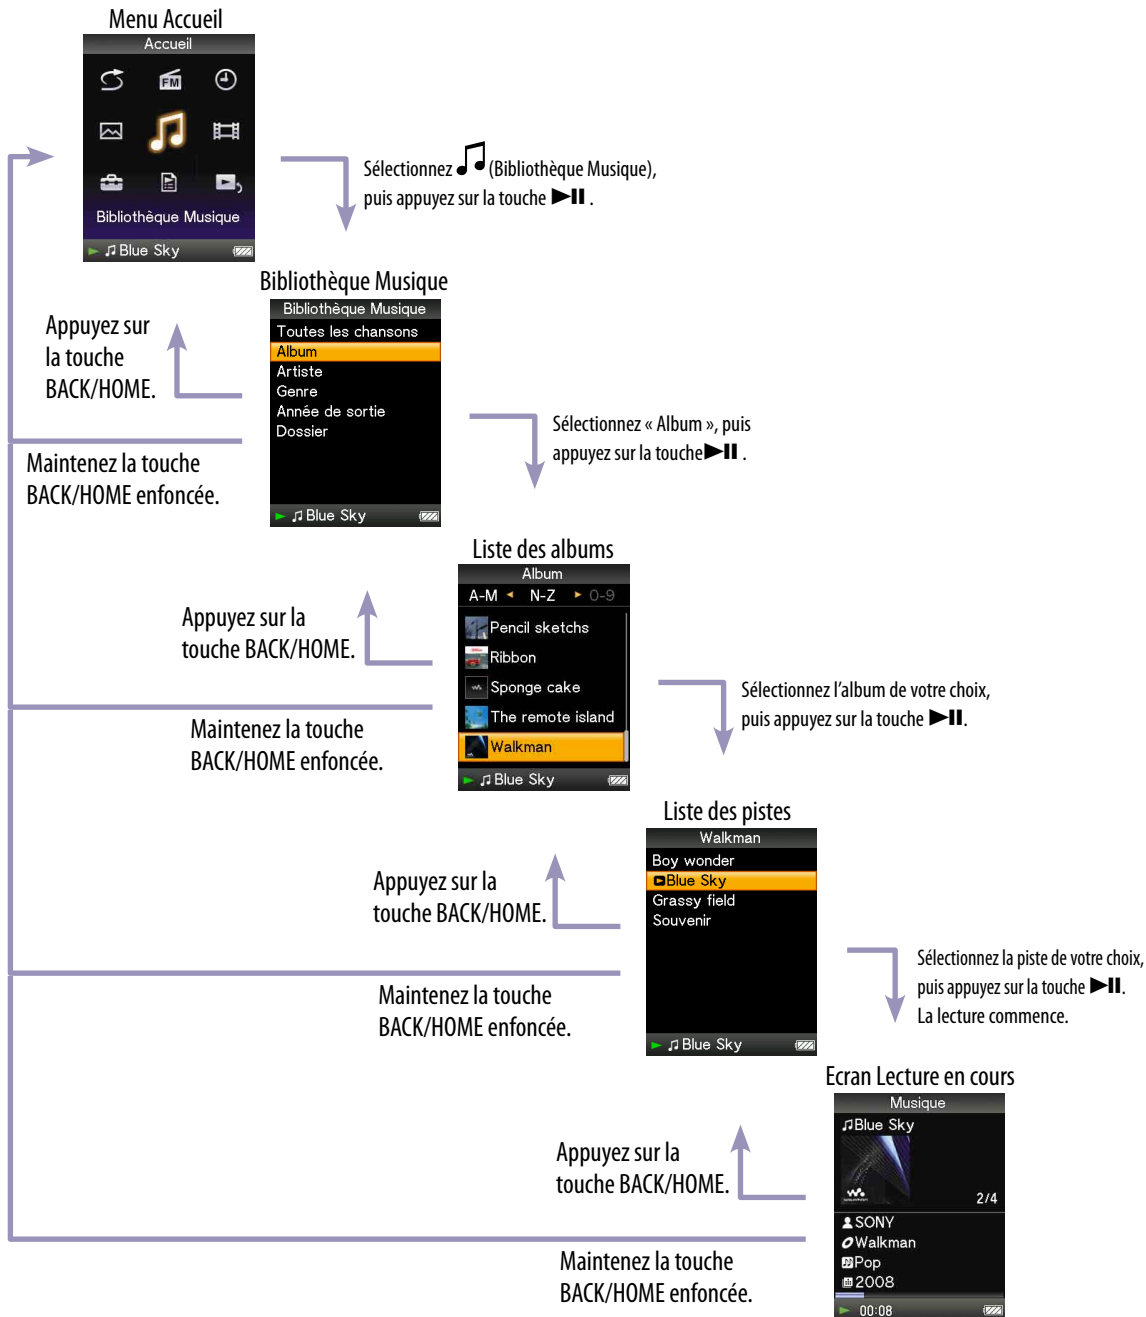 Menu Accueil
Accueil
FM
Bibliothèque Musique
Blue Sky
Sélectionnez (Bibliothèque Musique),
puis appuyez sur la touche .
Bibliothèque Musique
Bibliothèque Musique
Toutes les chansons
Album
Artiste
Genre
Année de sortie
Dossier
Blue Sky
Appuyez sur
la touche
BACK/HOME.
Maintenez la touche
BACK/HOME enfoncée.
Sélectionnez « Album », puis
appuyez sur la touche .
Liste des albums
Album
A-M N-Z 0-9
Pencil sketchs
Ribbon
Sponge cake
The remote island
Walkman
Blue Sky
Appuyez sur la
touche BACK/HOME.
Maintenez la touche
BACK/HOME enfoncée.
Sélectionnez l’album de votre choix,
puis appuyez sur la touche .
Liste des pistes
Walkman
Boy wonder
Blue Sky
Grassy field
Souvenir
Blue Sky
Appuyez sur la
touche BACK/HOME.
Maintenez la touche
BACK/HOME enfoncée.
Sélectionnez la piste de votre choix,
puis appuyez sur la touche .
La lecture commence.
Ecran Lecture en cours
Musique
Blue Sky
2/4
SONY
Walkman
Pop
2008
00:08
Appuyez sur la
touche BACK/HOME.
Maintenez la touche
BACK/HOME enfoncée.